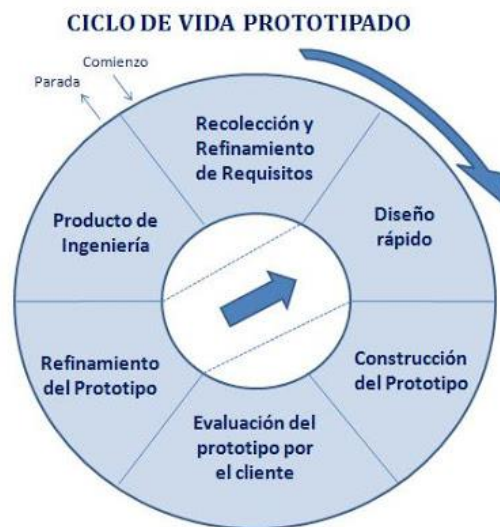 CICLO DE VIDA PROTOTIPADO
Comienzo
Parada
Recolección y
Refinamiento
de Requisitos
Diseño
rápido
Construcción
del Prototipo
Evaluación del
prototipo por
el cliente
Refinamiento
del Prototipo
Producto de
Ingeniería